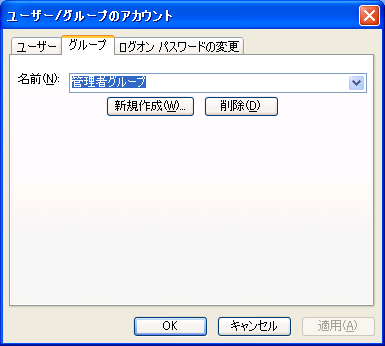 ユーザー/グループのアカウント
ユーザー グループ ログオン パスワードの変更
名前(N): 管理者グループ
新規作成(W)... 削除(D)
OK キャンセル 適用(A)